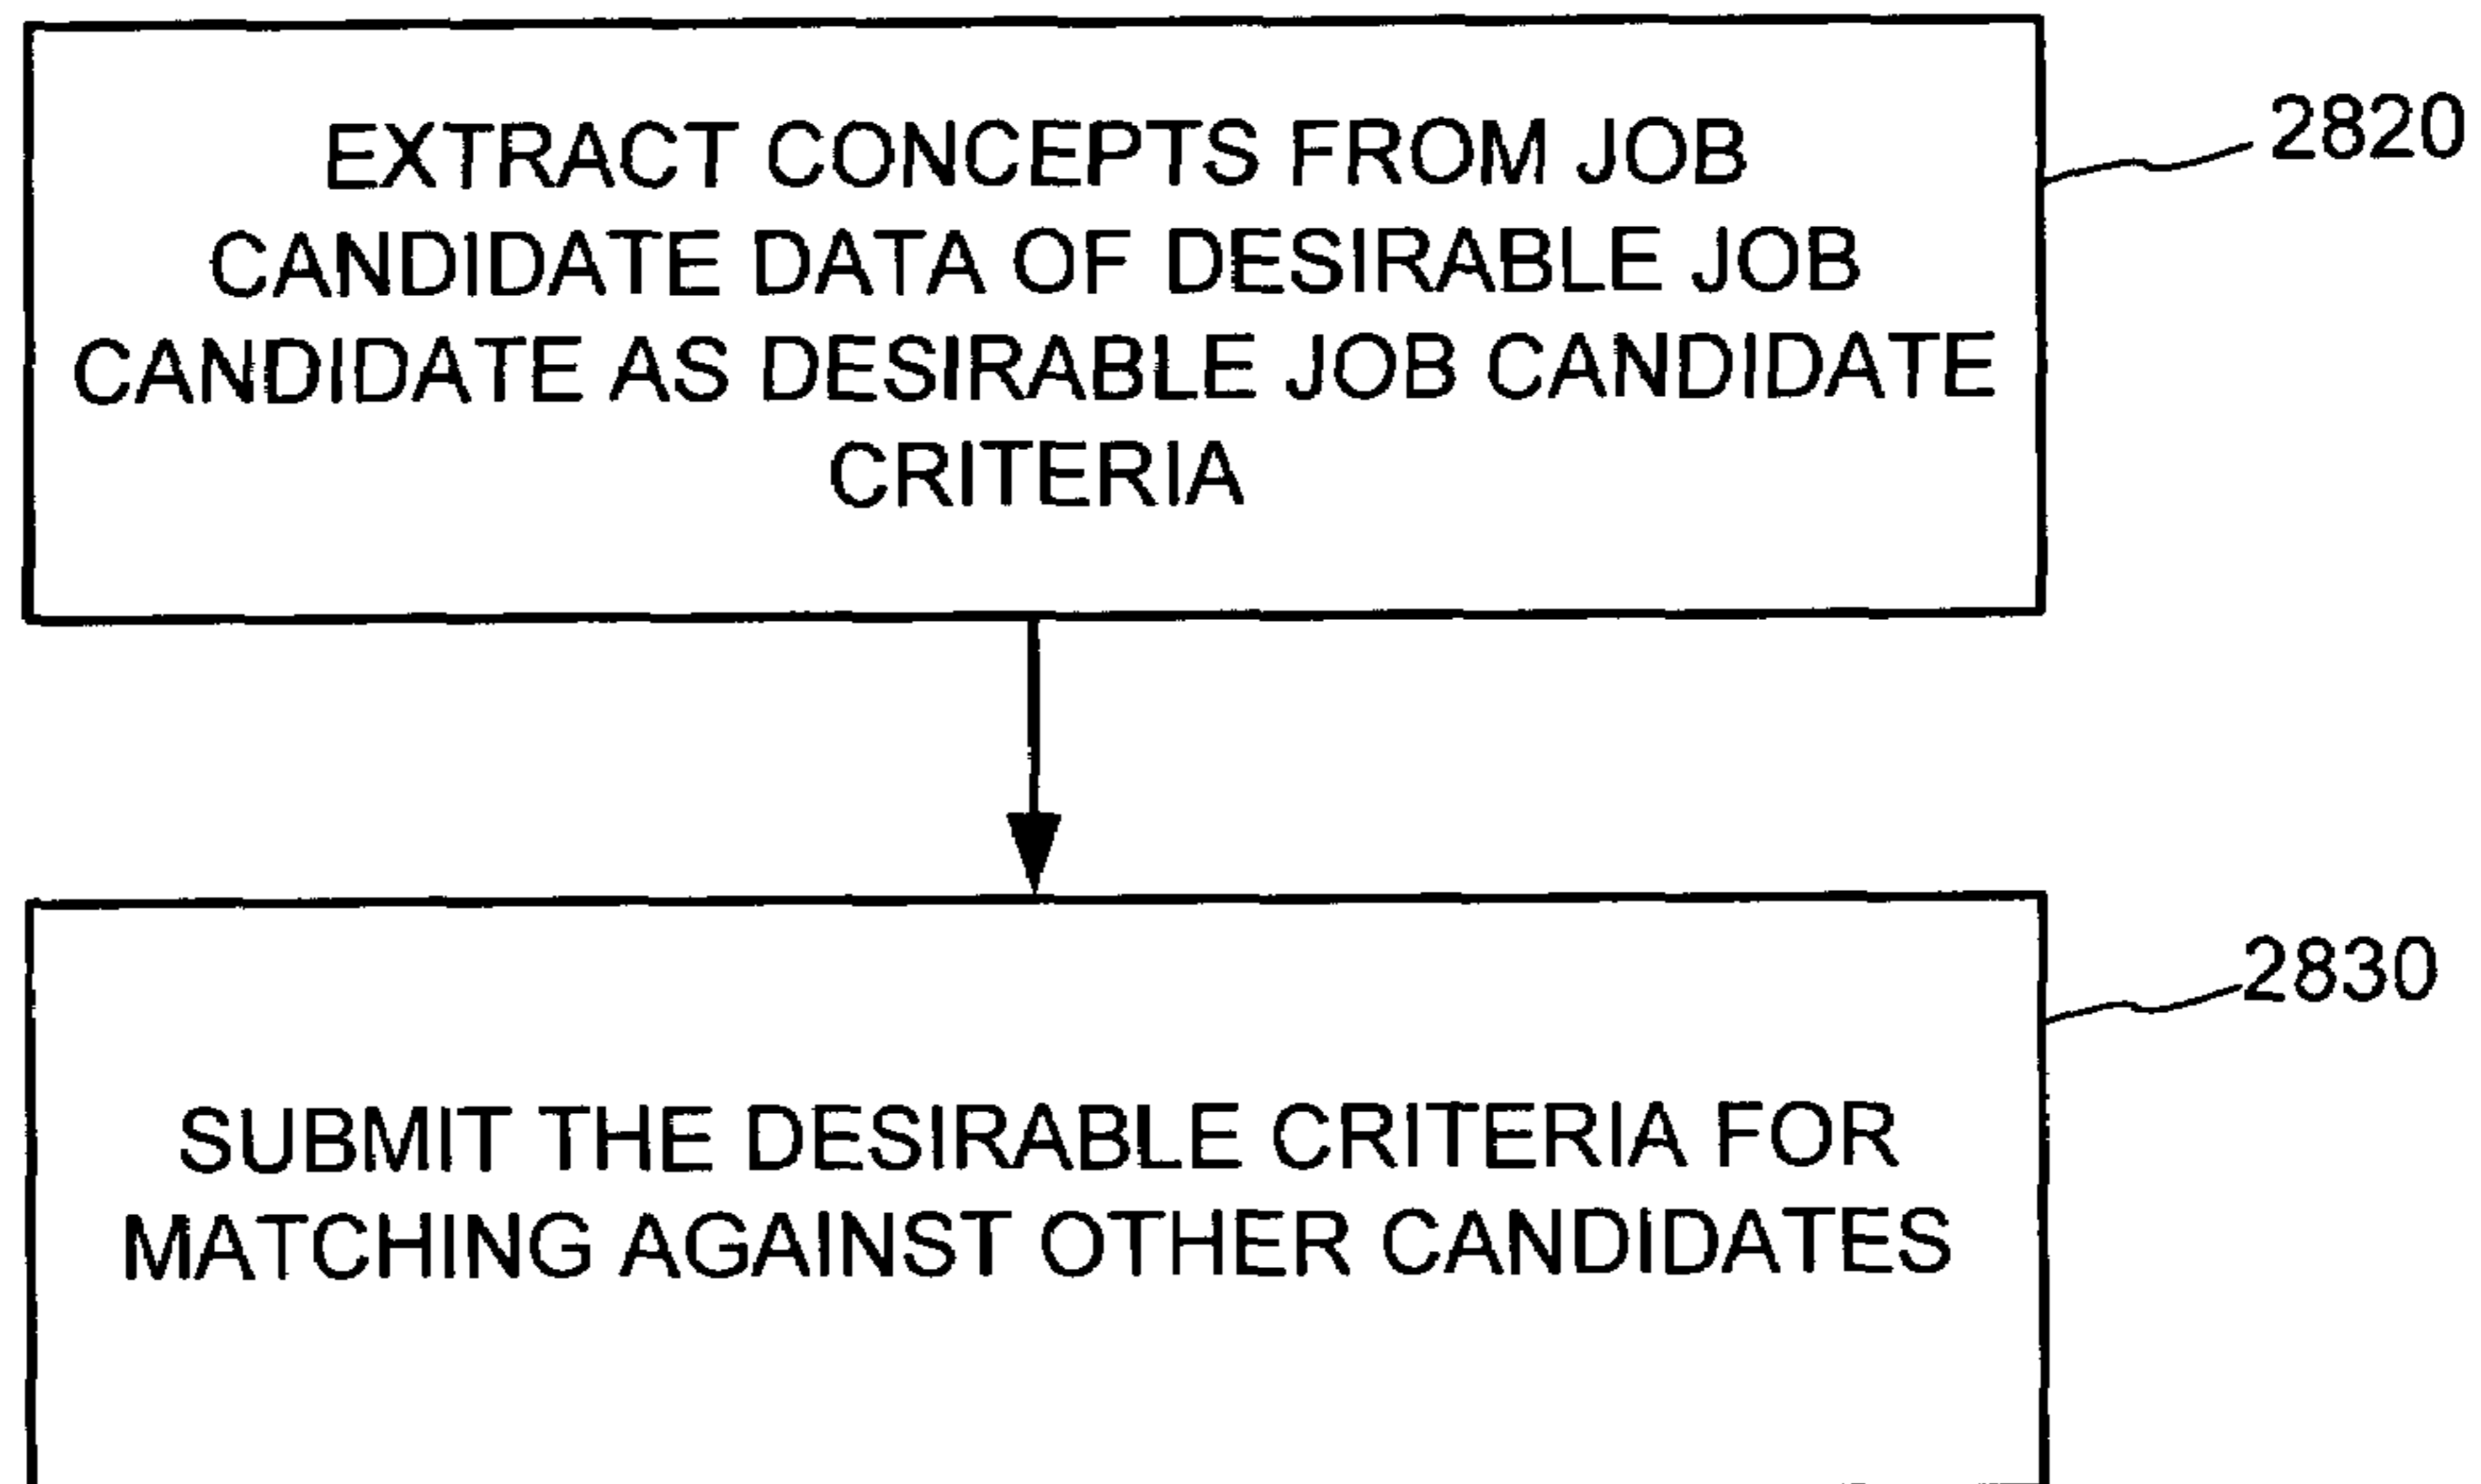 EXTRACT CONCEPTS FROM JOB
CANDIDATE DATA OF DESIRABLE JOB
CANDIDATE AS DESIRABLE JOB CANDIDATE
CRITERIA
2820
SUBMIT THE DESIRABLE CRITERIA FOR
MATCHING AGAINST OTHER CANDIDATES
2830